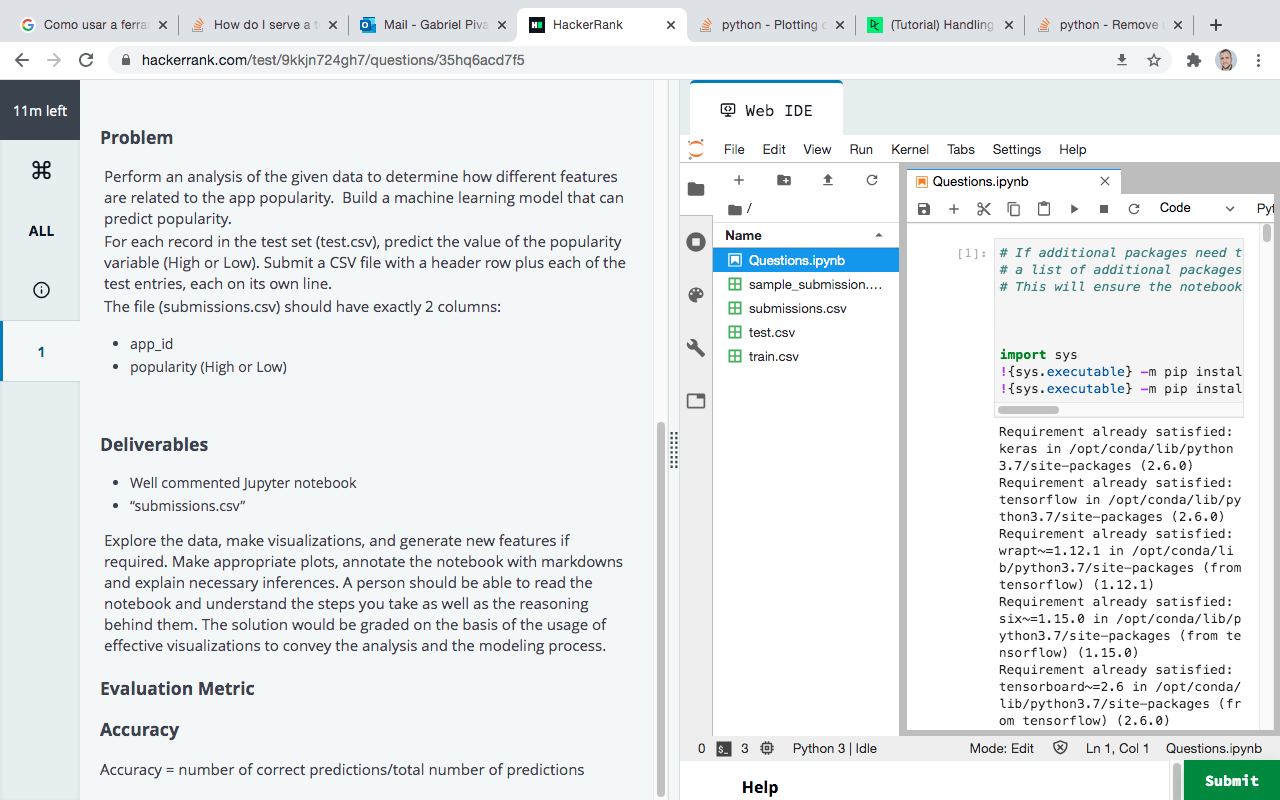 Como usar a ferra
How do I serve a t
Mail - Gabriel Piva
HackerRank
python - Plotting c
(Tutorial) Handling
python - Remove
hackerrank.com/test/9kkjn724gh7/questions/35hq6acd7f5
11m left
ALL
1
Problem
Perform an analysis of the given data to determine how different features
are related to the app popularity.  Build a machine learning model that can
predict popularity.
For each record in the test set (test.csv), predict the value of the popularity
variable (High or Low). Submit a CSV file with a header row plus each of the
test entries, each on its own line.
The file (submissions.csv) should have exactly 2 columns:
• app_id
• popularity (High or Low)
Deliverables
• Well commented Jupyter notebook
• “submissions.csv”
Explore the data, make visualizations, and generate new features if
required. Make appropriate plots, annotate the notebook with markdowns
and explain necessary inferences. A person should be able to read the
notebook and understand the steps you take as well as the reasoning
behind them. The solution would be graded on the basis of the usage of
effective visualizations to convey the analysis and the modeling process.
Evaluation Metric
Accuracy
Accuracy = number of correct predictions/total number of predictions
Web IDE
File Edit View Run Kernel Tabs Settings Help
/
Name
Questions.ipynb
sample_submission....
submissions.csv
test.csv
train.csv
Questions.ipynb
Code
Pyt
[1]:
# If additional packages need t
# a list of additional packages
# This will ensure the notebook
import sys
!{sys.executable} -m pip instal
!{sys.executable} -m pip instal
Requirement already satisfied:
keras in /opt/conda/lib/python
3.7/site-packages (2.6.0)
Requirement already satisfied:
tensorflow in /opt/conda/lib/py
thon3.7/site-packages (2.6.0)
Requirement already satisfied:
wrapt~=1.12.1 in /opt/conda/li
b/python3.7/site-packages (from
tensorflow) (1.12.1)
Requirement already satisfied:
six~=1.15.0 in /opt/conda/lib/p
ython3.7/site-packages (from te
nsorflow) (1.15.0)
Requirement already satisfied:
tensorboard~=2.6 in /opt/conda/
lib/python3.7/site-packages (fr
om tensorflow) (2.6.0)
0 3 Python 3 | Idle Mode: Edit Ln 1, Col 1 Questions.ipynb
Help
Submit